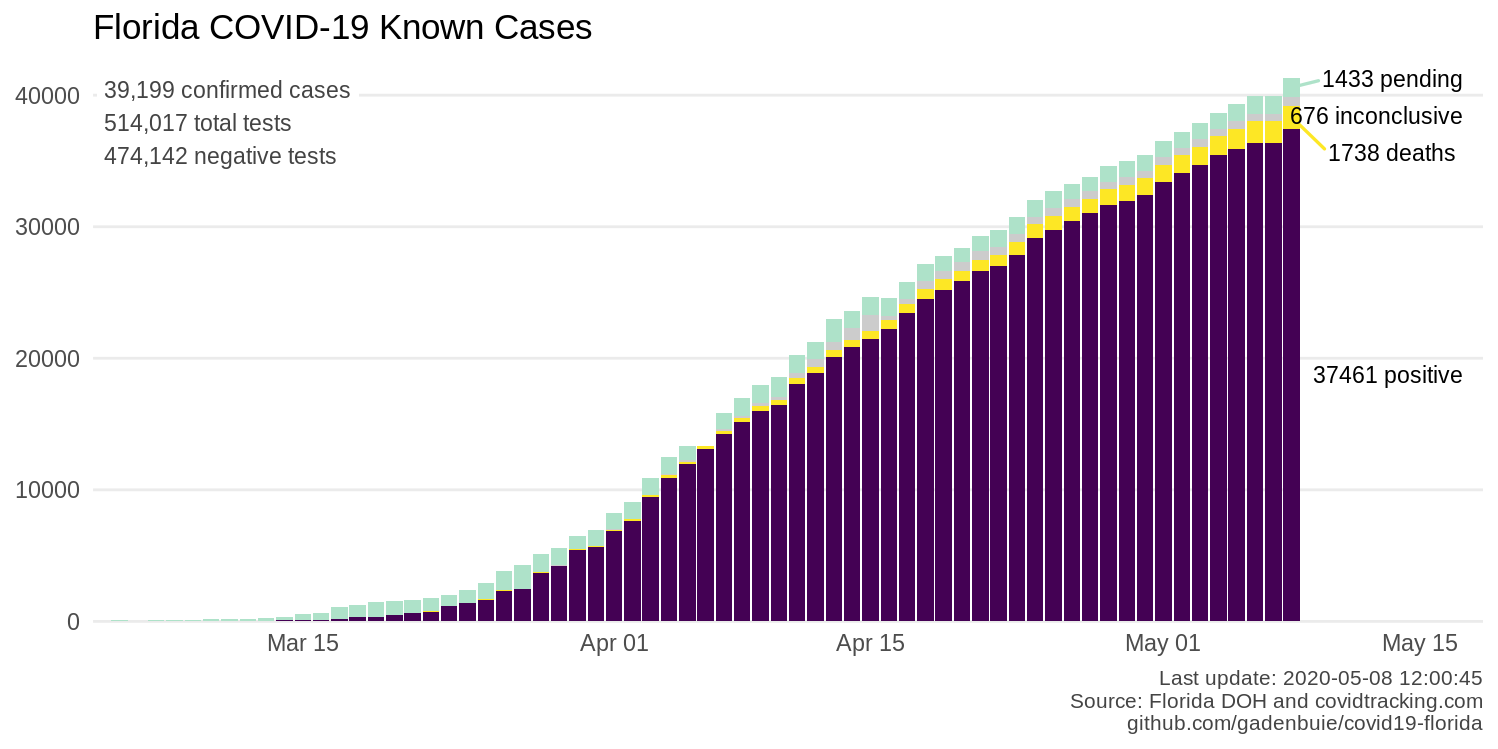 Florida COVID-19 Known Cases
39,199 confirmed cases
514,017 total tests
474,142 negative tests
1433 pending
676 inconclusive
1738 deaths
37461 positive
40000
30000
20000
10000
0
Mar 15 Apr 01 Apr 15 May 01 May 15
Last update: 2020-05-08 12:00:45
Source: Florida DOH and covidtracking.com
github.com/gadenbuie/covid19-florida